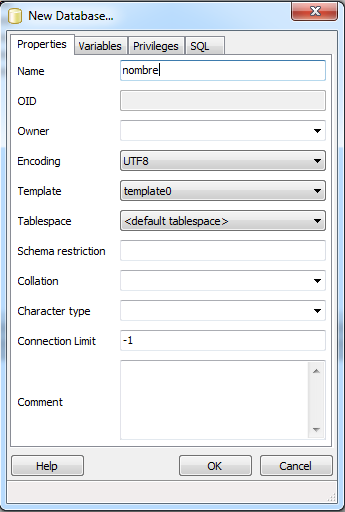 New Database...
Properties Variables Privileges SQL
Name nombre
OID
Owner
Encoding UTF8
Template template0
Tablespace <default tablespace>
Schema restriction
Collation
Character type
Connection Limit -1
Comment
Help OK Cancel